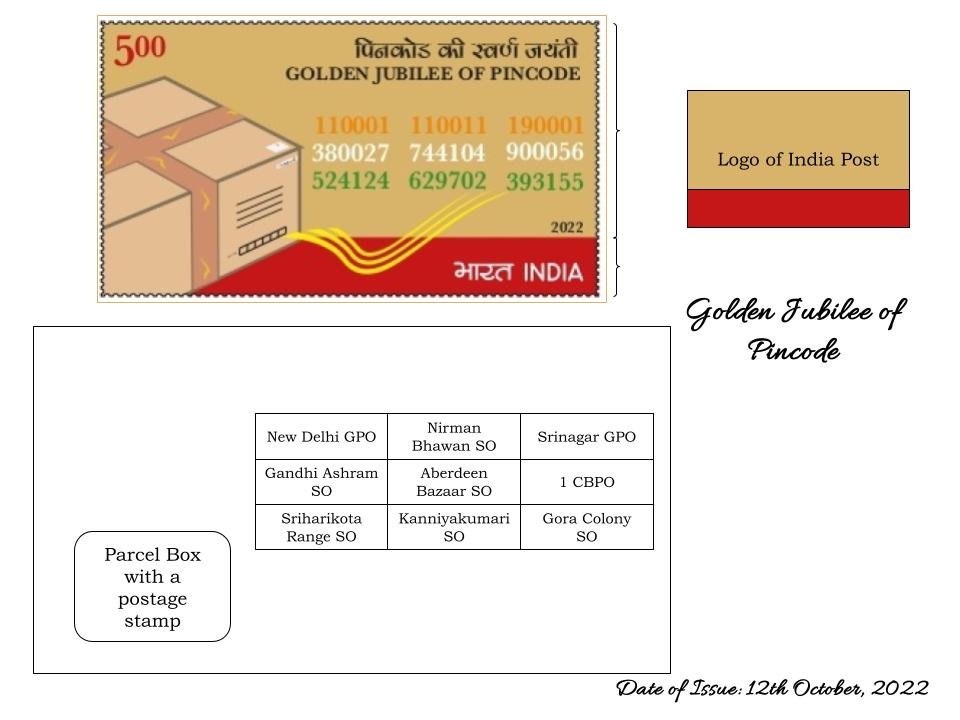 500
पिनकोड की स्वर्ण जयंती
GOLDEN JUBILEE OF PINCODE
110001 110011 190001
380027 744104 900056
524124 629702 393155
2022
भारत INDIA
Logo of India Post
Golden Jubilee of
Pincode
New Delhi GPO
Nirman
Bhawan SO
Srinagar GPO
Gandhi Ashram
SO
Aberdeen
Bazaar SO
1 CBPO
Sriharikota
Range SO
Kanniyakumari
SO
Gora Colony
SO
Parcel Box
with a
postage
stamp
Date of Issue: 12th October, 2022